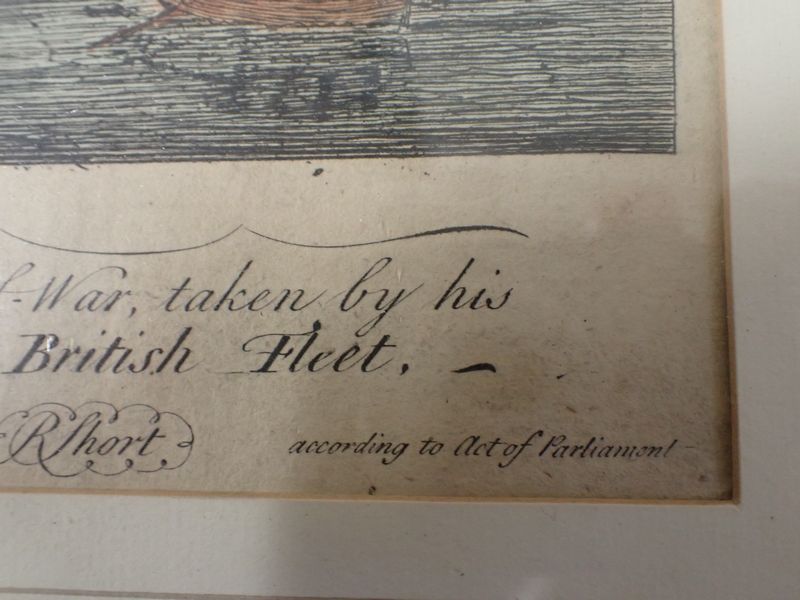 f-War, taken by his
British Fleet,
R Short. according to Act of Parliament